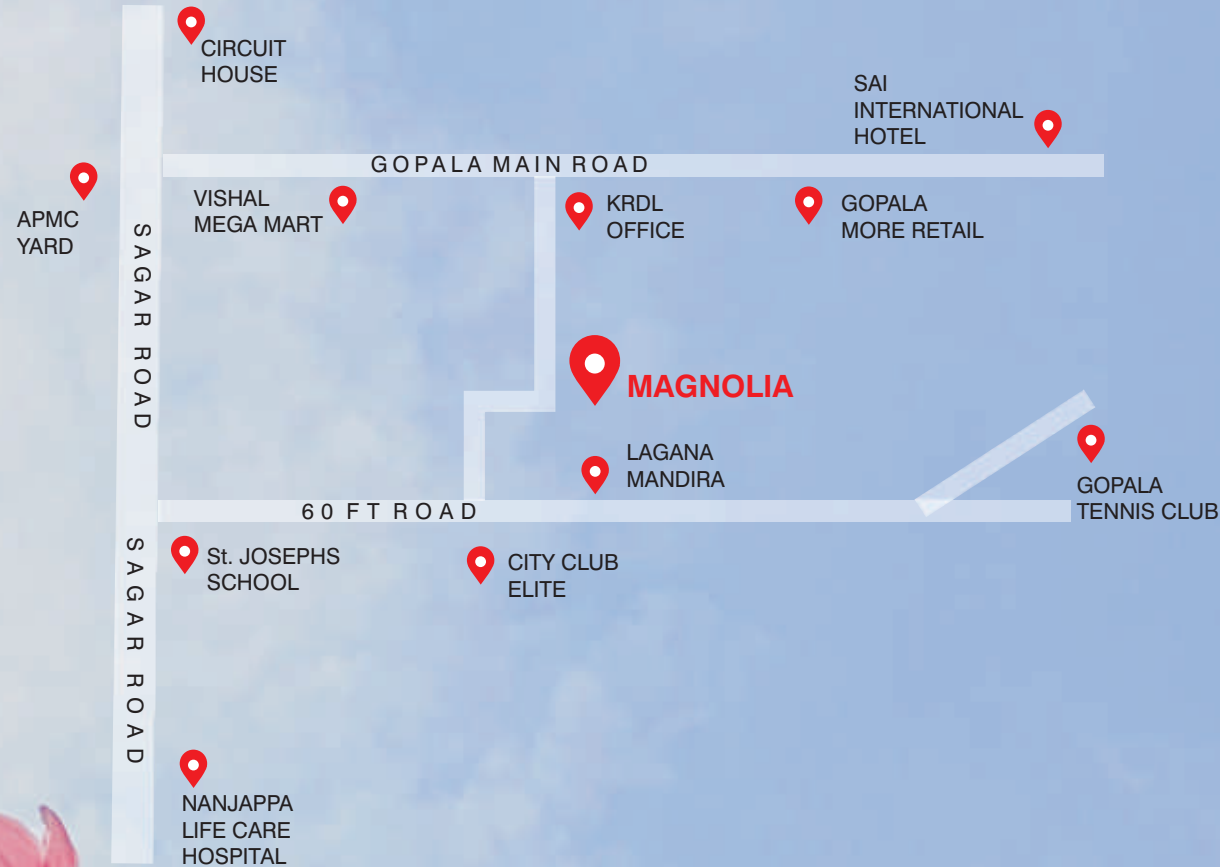 CIRCUIT
HOUSE
SAI
INTERNATIONAL
HOTEL
GOPALA MAIN ROAD
APMC
YARD
VISHAL
MEGA MART
KRDL
OFFICE
GOPALA
MORE RETAIL
SAGAR ROAD
MAGNOLIA
LAGANA
MANDIRA
GOPALA
TENNIS CLUB
60 FT ROAD
SAGAR ROAD
St. JOSEPHS
SCHOOL
CITY CLUB
ELITE
NANJAPPA
LIFE CARE
HOSPITAL